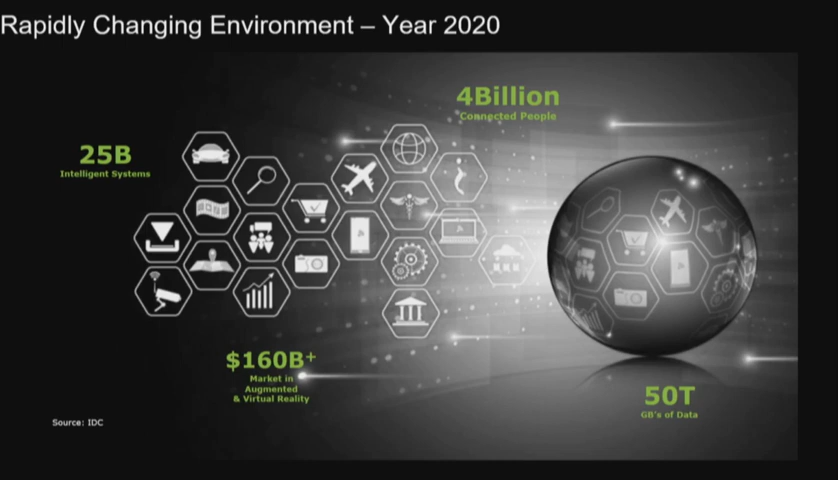 Rapidly Changing Environment – Year 2020
4Billion
Connected People
25B
Intelligent Systems
$160B+
Market in
Augmented
& Virtual Reality
50T
GB's of Data
Source: IDC